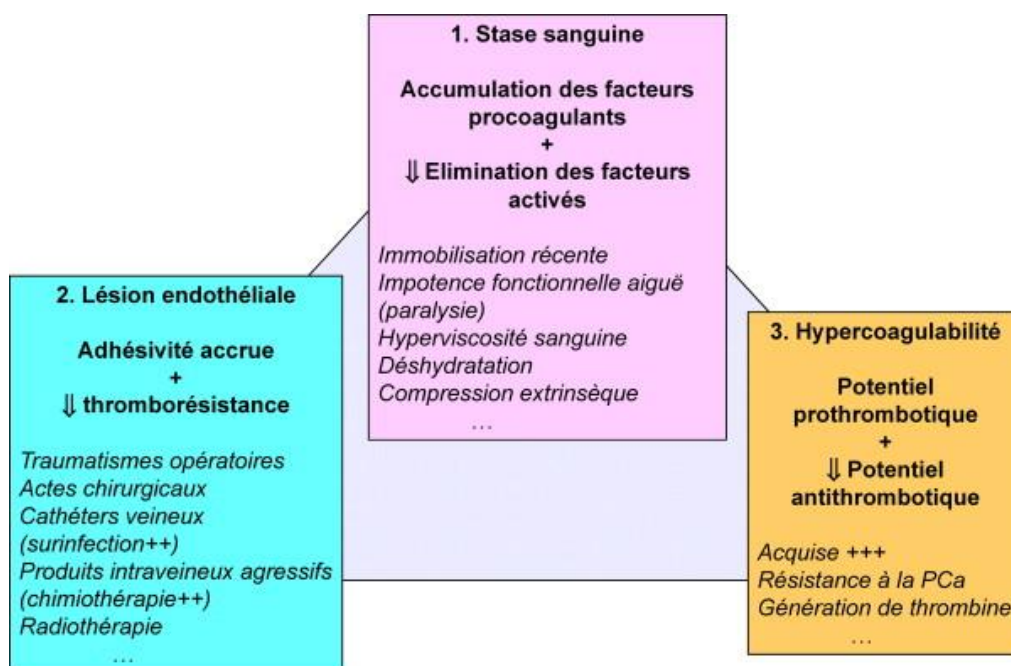 1. Stase sanguine
Accumulation des facteurs
procoagulants
+
⇓ Elimination des facteurs
activés
Immobilisation récente
Impotence fonctionnelle aiguë
(paralysie)
Hyperviscosité sanguine
Déshydratation
Compression extrinsèque
…
2. Lésion endothéliale
Adhésivité accrue
+
⇓ thromborésistance
Traumatismes opératoires
Actes chirurgicaux
Cathéters veineux
(surinfection++)
Produits intraveineux agressifs
(chimiothérapie++)
Radiothérapie
…
3. Hypercoagulabilité
Potentiel
prothrombotique
+
⇓ Potentiel
antithrombotique
Acquise +++
Résistance à la PCa
Génération de thrombine
…